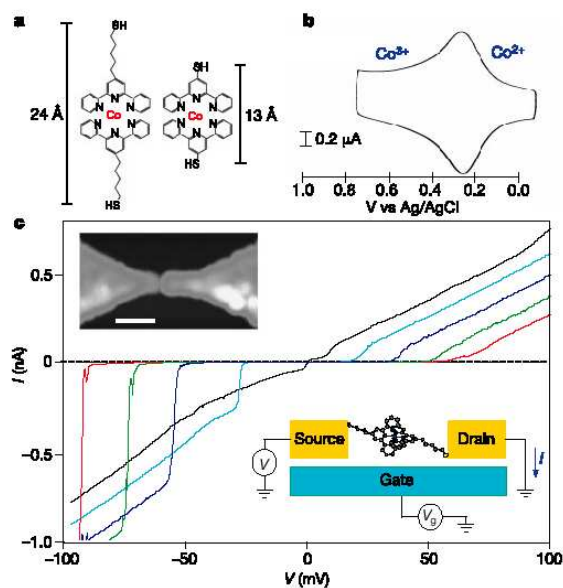 a
SH
SH
N
N
N
N
N
N
24 Å
Co
Co
13 Å
N
N
N
N
N
N
HS
HS
b
Co³⁺
Co²⁺
0.2 µA
1.0
0.8
0.6
0.4
0.2
0.0
V vs Ag/AgCl
c
I (nA)
0.5
0
−0.5
−1.0
−100
−50
0
50
100
V (mV)
Source
Drain
Gate
V
I
Vg